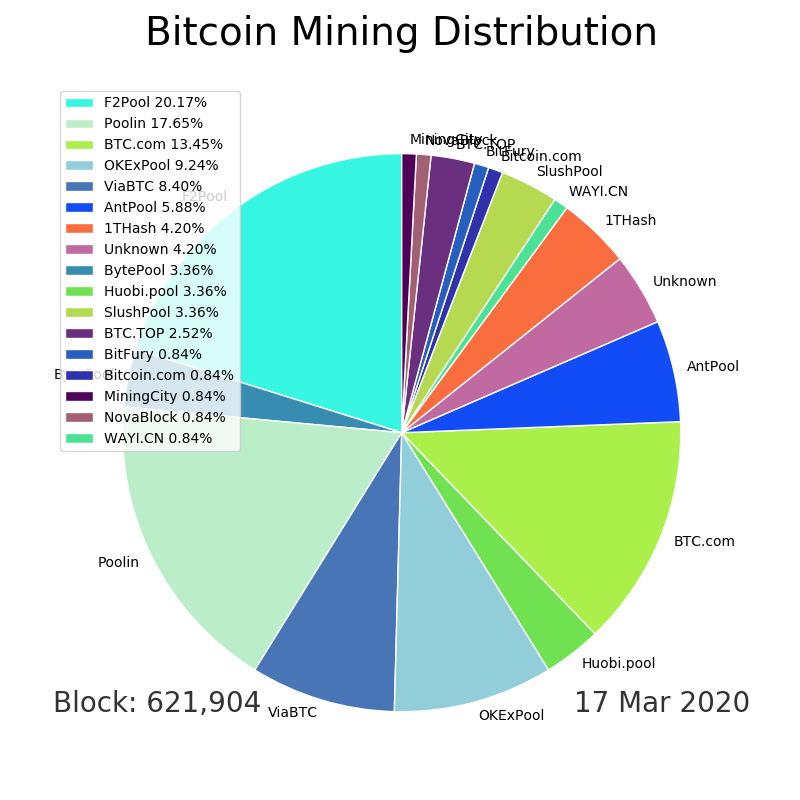 Bitcoin Mining Distribution
F2Pool 20.17%
Poolin 17.65%
BTC.com 13.45%
OKExPool 9.24%
ViaBTC 8.40%
AntPool 5.88%
1THash 4.20%
Unknown 4.20%
BytePool 3.36%
Huobi.pool 3.36%
SlushPool 3.36%
BTC.TOP 2.52%
BitFury 0.84%
Bitcoin.com 0.84%
MiningCity 0.84%
NovaBlock 0.84%
WAYI.CN 0.84%
MiningCity
NovaBlock
BTC.TOP
BitFury
Bitcoin.com
SlushPool
WAYI.CN
1THash
Unknown
AntPool
BTC.com
Huobi.pool
OKExPool
ViaBTC
Poolin
BytePool
F2Pool
Block: 621,904
17 Mar 2020